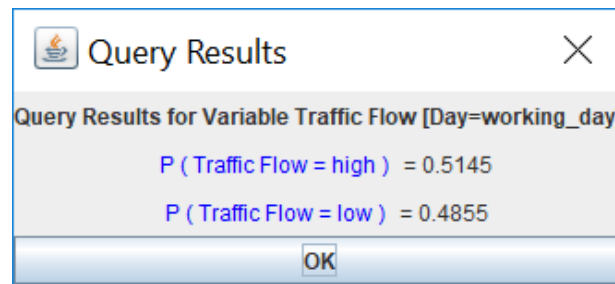 Query Results
Query Results for Variable Traffic Flow [Day=working_day
P ( Traffic Flow = high ) = 0.5145
P ( Traffic Flow = low ) = 0.4855
OK